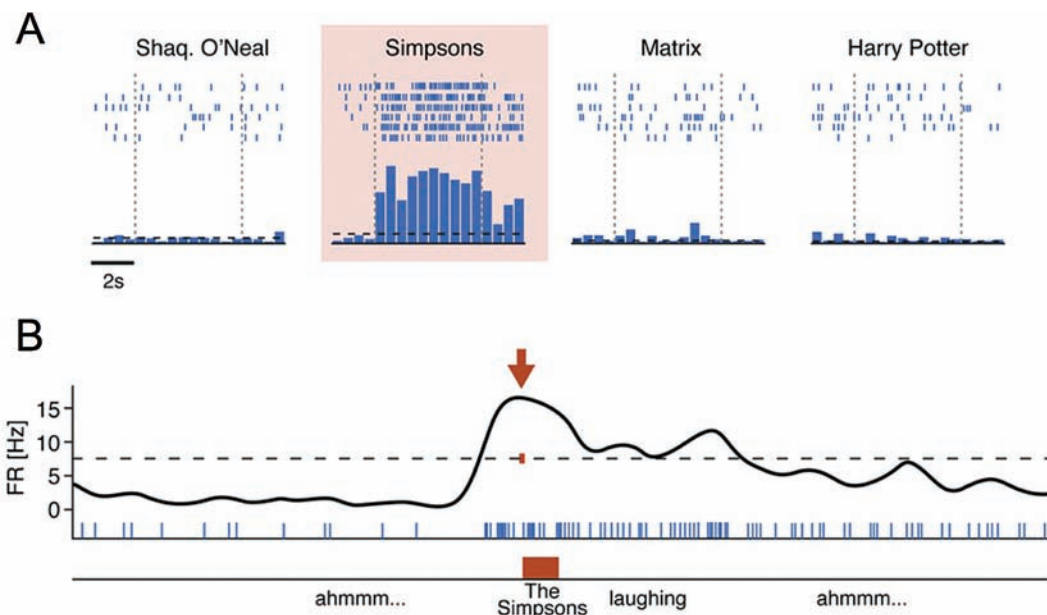 A
Shaq. O'Neal
Simpsons
Matrix
Harry Potter
2s
B
FR [Hz]
15
10
5
0
ahmmm...
The
Simpsons
laughing
ahmmm...